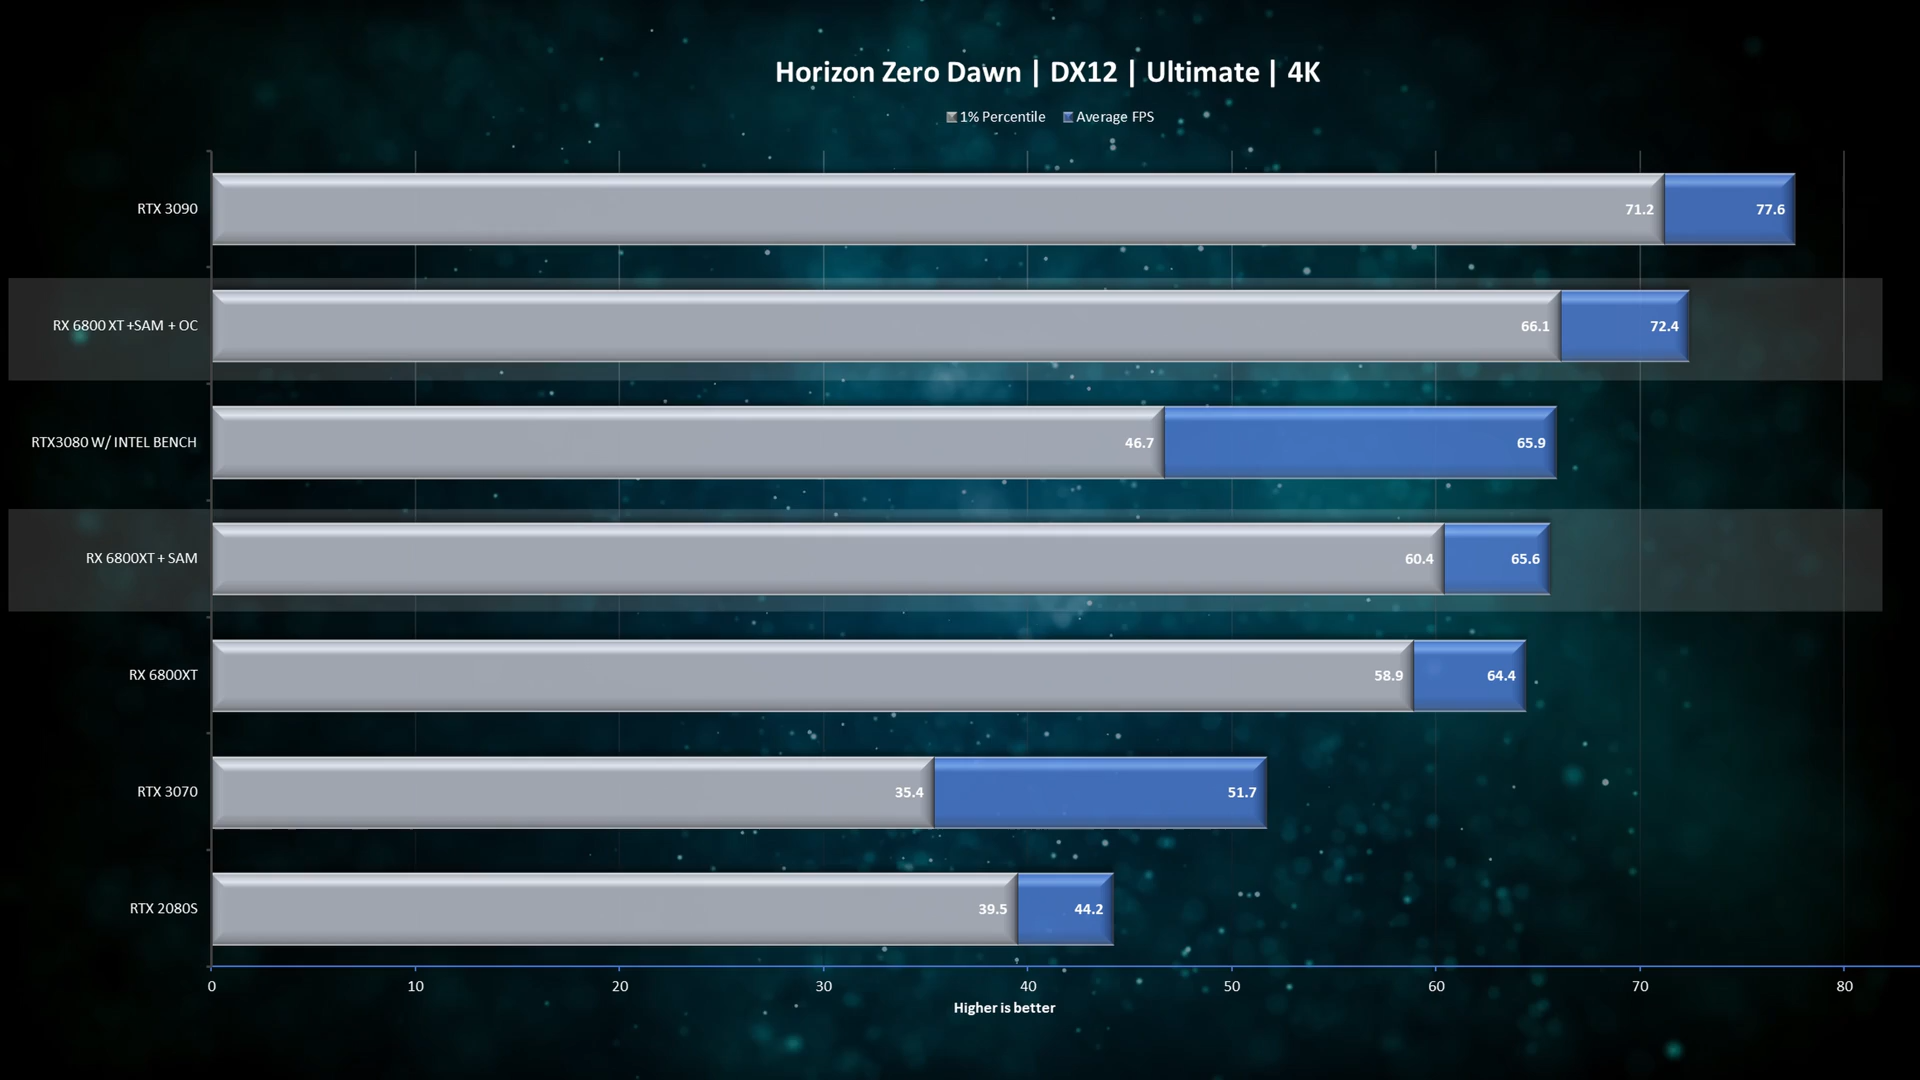 Horizon Zero Dawn | DX12 | Ultimate | 4K
1% Percentile Average FPS
RTX 3090 71.2 77.6
RX 6800 XT +SAM + OC 66.1 72.4
RTX3080 W/ INTEL BENCH 46.7 65.9
RX 6800XT + SAM 60.4 65.6
RX 6800XT 58.9 64.4
RTX 3070 35.4 51.7
RTX 2080S 39.5 44.2
0 10 20 30 40 50 60 70 80
Higher is better